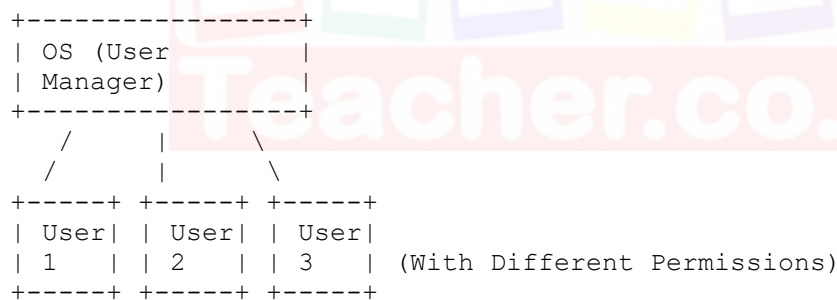 +-----------------+
| OS (User        |
| Manager)        |
+-----------------+
   /     |     \
  /      |      \
+-----+ +-----+ +-----+
| User| | User| | User|
| 1   | | 2   | | 3   | (With Different Permissions)
+-----+ +-----+ +-----+
Teacher.co.